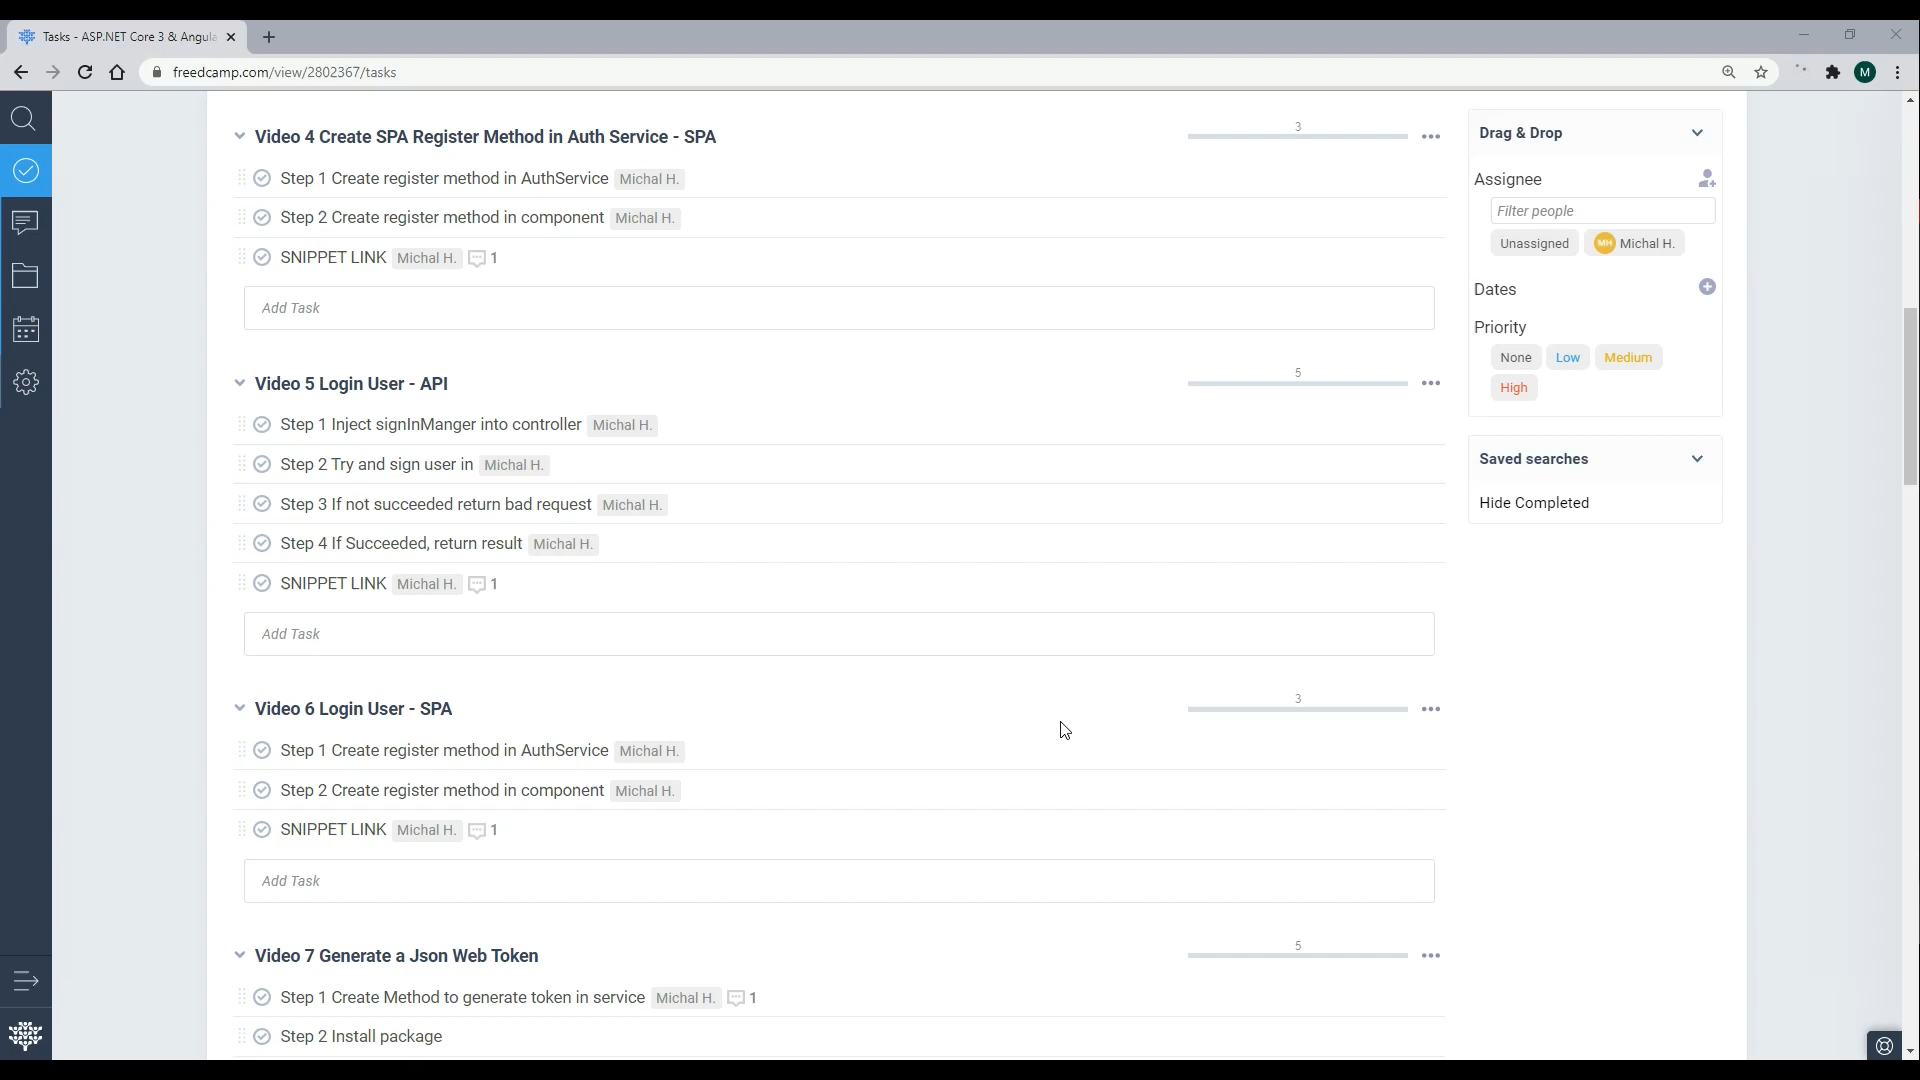 Tasks - ASP.NET Core 3 & Angula
freedcamp.com/view/2802367/tasks
M
Video 4 Create SPA Register Method in Auth Service - SPA
3
Step 1 Create register method in AuthService Michal H.
Step 2 Create register method in component Michal H.
SNIPPET LINK Michal H. 1
Add Task
Video 5 Login User - API
5
Step 1 Inject signInManger into controller Michal H.
Step 2 Try and sign user in Michal H.
Step 3 If not succeeded return bad request Michal H.
Step 4 If Succeeded, return result Michal H.
SNIPPET LINK Michal H. 1
Add Task
Video 6 Login User - SPA
3
Step 1 Create register method in AuthService Michal H.
Step 2 Create register method in component Michal H.
SNIPPET LINK Michal H. 1
Add Task
Video 7 Generate a Json Web Token
5
Step 1 Create Method to generate token in service Michal H. 1
Step 2 Install package
Drag & Drop
Assignee
Filter people
Unassigned MH Michal H.
Dates
Priority
None Low Medium
High
Saved searches
Hide Completed